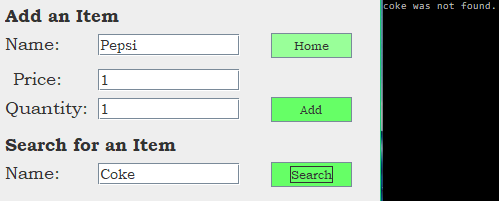 Add an Item
Name: Pepsi Home
Price: 1
Quantity: 1 Add
Search for an Item
Name: Coke Search
coke was not found.